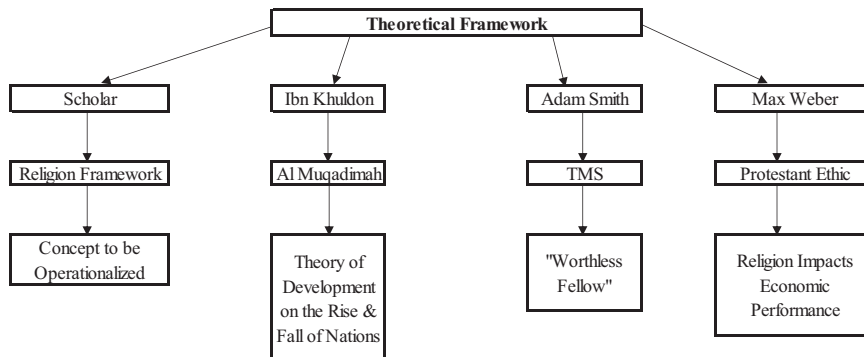 Theoretical Framework
Scholar
Ibn Khuldon
Adam Smith
Max Weber
Religion Framework
Al Muqadimah
TMS
Protestant Ethic
Concept to be
Operationalized
Theory of
Development
on the Rise &
Fall of Nations
"Worthless
Fellow"
Religion Impacts
Economic
Performance